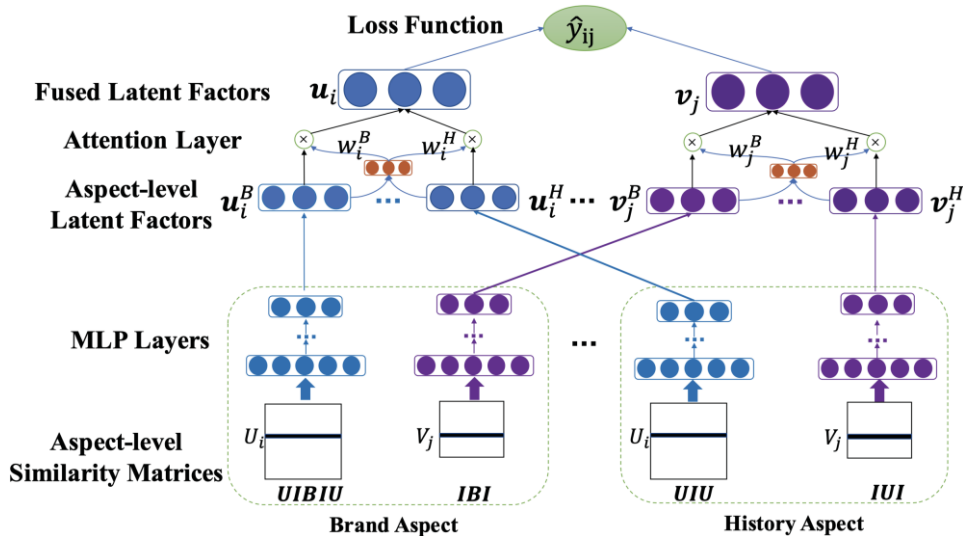 Loss Function
ŷij
Fused Latent Factors
ui
vj
Attention Layer
×
wiB
wiH
×
×
wjB
wjH
×
Aspect-level
Latent Factors
uiB
...
uiH
...
vjB
...
vjH
MLP Layers
...
...
...
...
...
Aspect-level
Similarity Matrices
Ui
Vj
Ui
Vj
UIBIU
IBI
UIU
IUI
Brand Aspect
History Aspect